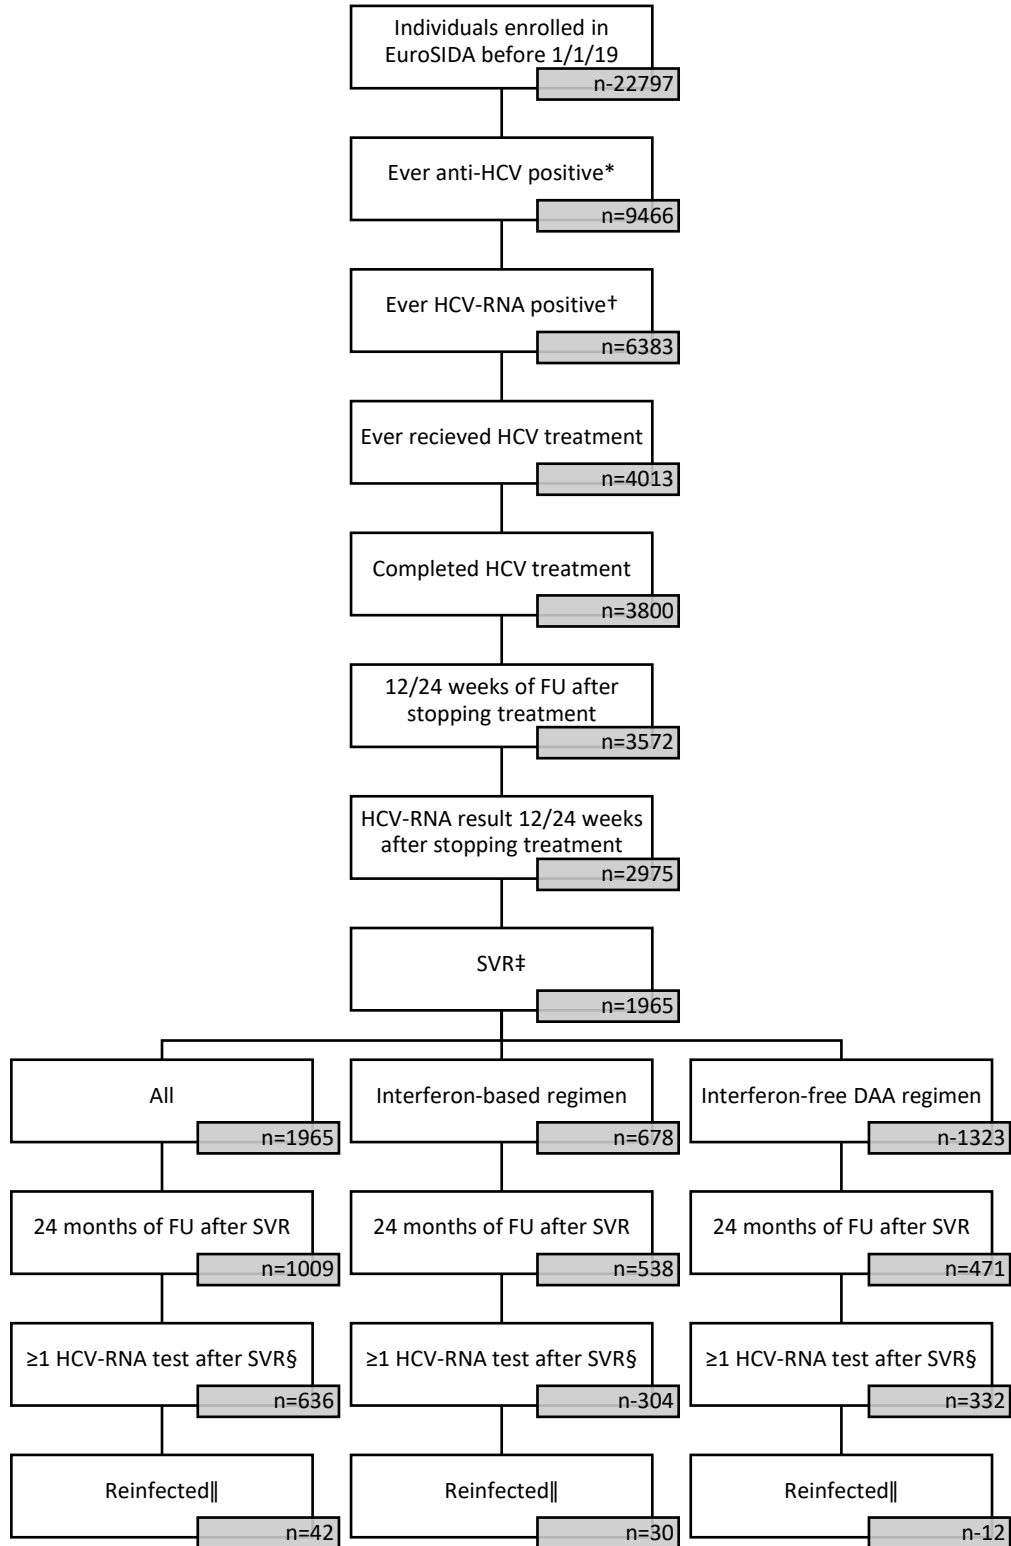 Individuals enrolled in
EuroSIDA before 1/1/19
n-22797
Ever anti-HCV positive*
n=9466
Ever HCV-RNA positive†
n=6383
Ever recieved HCV treatment
n=4013
Completed HCV treatment
n=3800
12/24 weeks of FU after
stopping treatment
n=3572
HCV-RNA result 12/24 weeks
after stopping treatment
n=2975
SVR‡
n=1965
All
n=1965
Interferon-based regimen
n=678
Interferon-free DAA regimen
n-1323
24 months of FU after SVR
n=1009
24 months of FU after SVR
n=538
24 months of FU after SVR
n=471
≥1 HCV-RNA test after SVR§
n=636
≥1 HCV-RNA test after SVR§
n-304
≥1 HCV-RNA test after SVR§
n=332
Reinfected‖
n=42
Reinfected‖
n=30
Reinfected‖
n-12